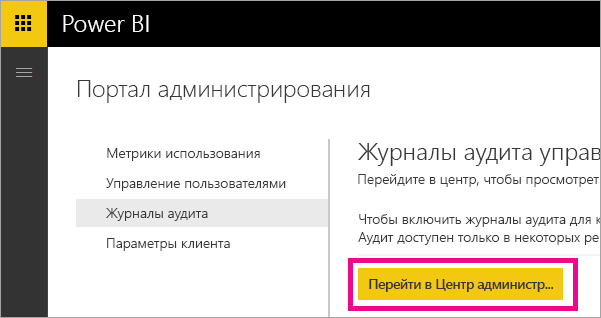 Power BI
Портал администрирования
Метрики использования
Управление пользователями
Журналы аудита
Параметры клиента
Журналы аудита управ
Перейдите в центр, чтобы просмотрет
Чтобы включить журналы аудита для к
Аудит доступен только в некоторых ре
Перейти в Центр администр...